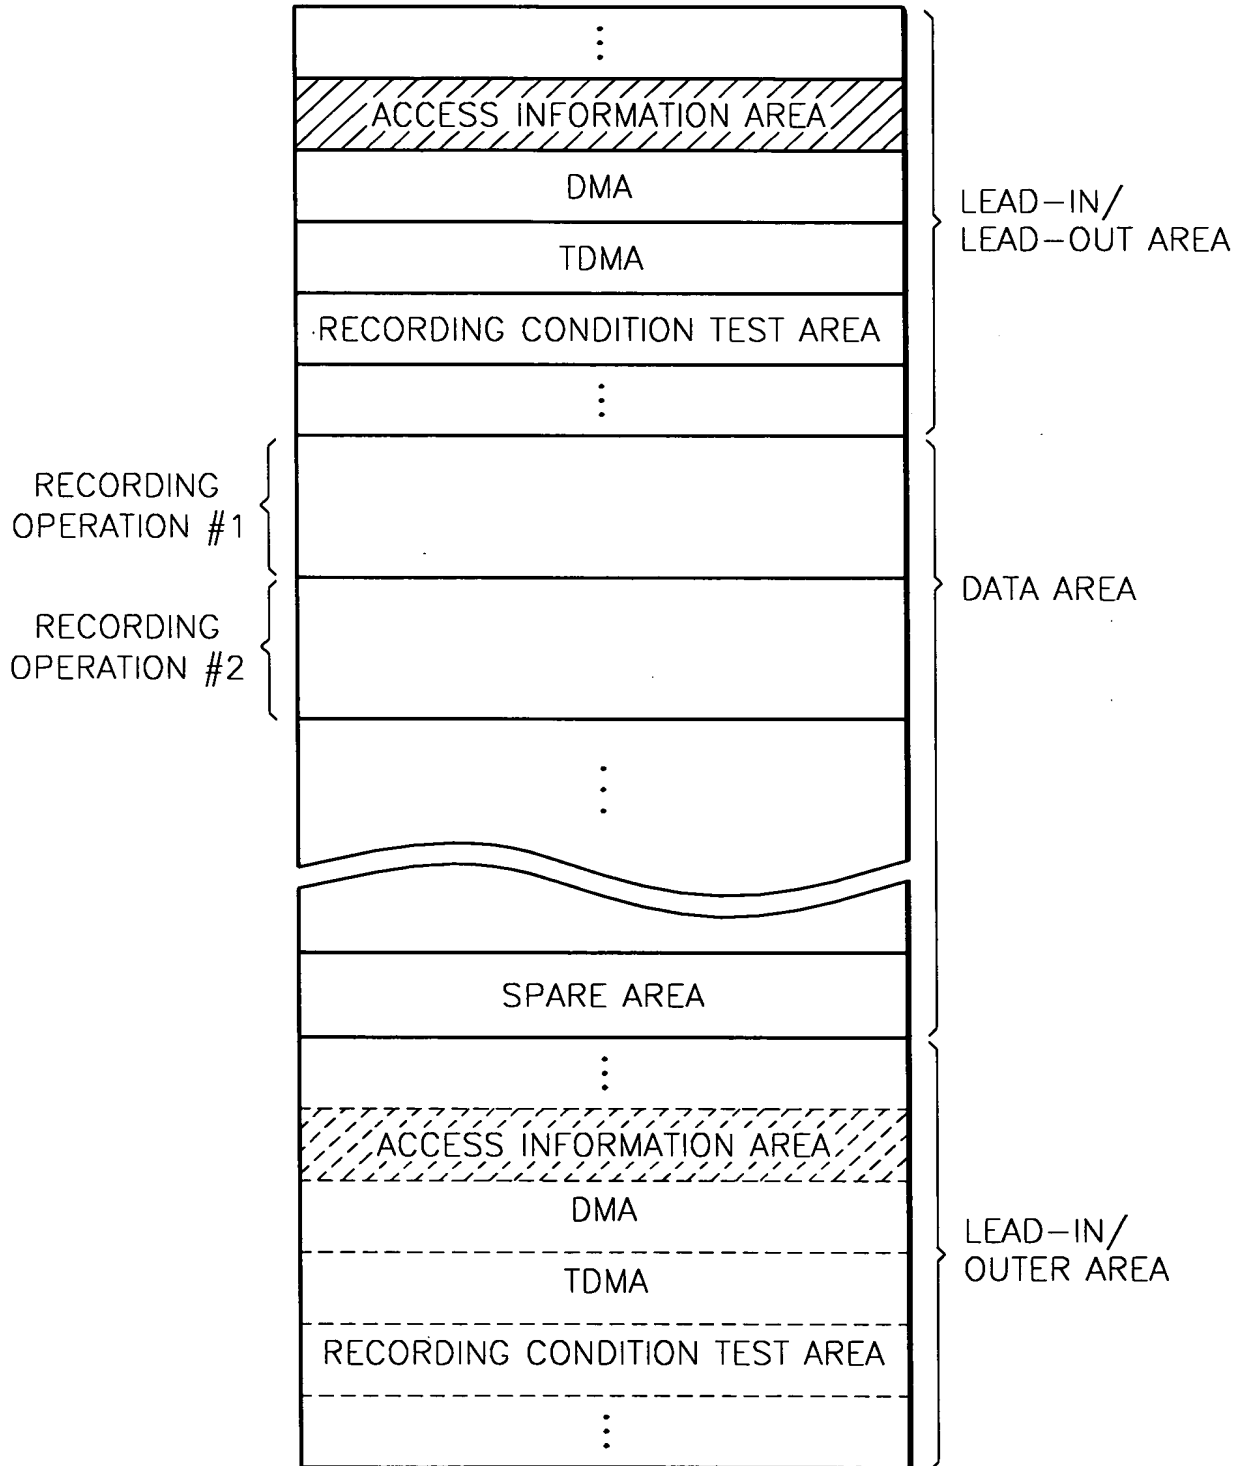 ACCESS INFORMATION AREA
DMA
TDMA
RECORDING CONDITION TEST AREA
LEAD-IN/
LEAD-OUT AREA
RECORDING
OPERATION #1
RECORDING
OPERATION #2
DATA AREA
SPARE AREA
ACCESS INFORMATION AREA
DMA
TDMA
RECORDING CONDITION TEST AREA
LEAD-IN/
OUTER AREA